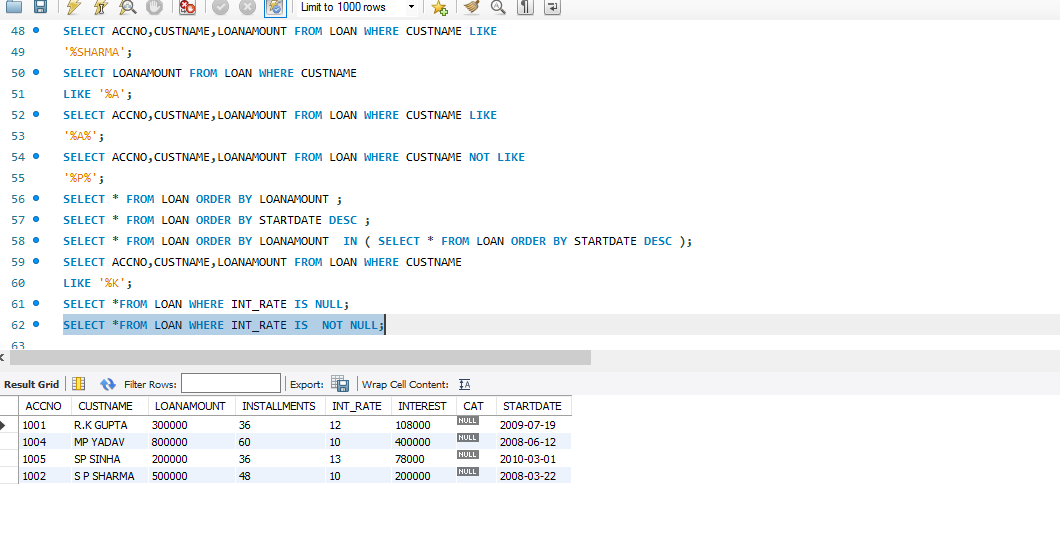 Limit to 1000 rows
48 SELECT ACCNO,CUSTNAME,LOANAMOUNT FROM LOAN WHERE CUSTNAME LIKE
49 '%SHARMA';
50 SELECT LOANAMOUNT FROM LOAN WHERE CUSTNAME
51 LIKE '%A';
52 SELECT ACCNO,CUSTNAME,LOANAMOUNT FROM LOAN WHERE CUSTNAME LIKE
53 '%A%';
54 SELECT ACCNO,CUSTNAME,LOANAMOUNT FROM LOAN WHERE CUSTNAME NOT LIKE
55 '%P%';
56 SELECT * FROM LOAN ORDER BY LOANAMOUNT ;
57 SELECT * FROM LOAN ORDER BY STARTDATE DESC ;
58 SELECT * FROM LOAN ORDER BY LOANAMOUNT  IN ( SELECT * FROM LOAN ORDER BY STARTDATE DESC );
59 SELECT ACCNO,CUSTNAME,LOANAMOUNT FROM LOAN WHERE CUSTNAME
60 LIKE '%K';
61 SELECT *FROM LOAN WHERE INT_RATE IS NULL;
62 SELECT *FROM LOAN WHERE INT_RATE IS  NOT NULL;
63
Result Grid Filter Rows: Export: Wrap Cell Content:
ACCNO CUSTNAME LOANAMOUNT INSTALLMENTS INT_RATE INTEREST CAT STARTDATE
1001 R.K GUPTA 300000 36 12 108000 NULL 2009-07-19
1004 MP YADAV 800000 60 10 400000 NULL 2008-06-12
1005 SP SINHA 200000 36 13 78000 NULL 2010-03-01
1002 S P SHARMA 500000 48 10 200000 NULL 2008-03-22